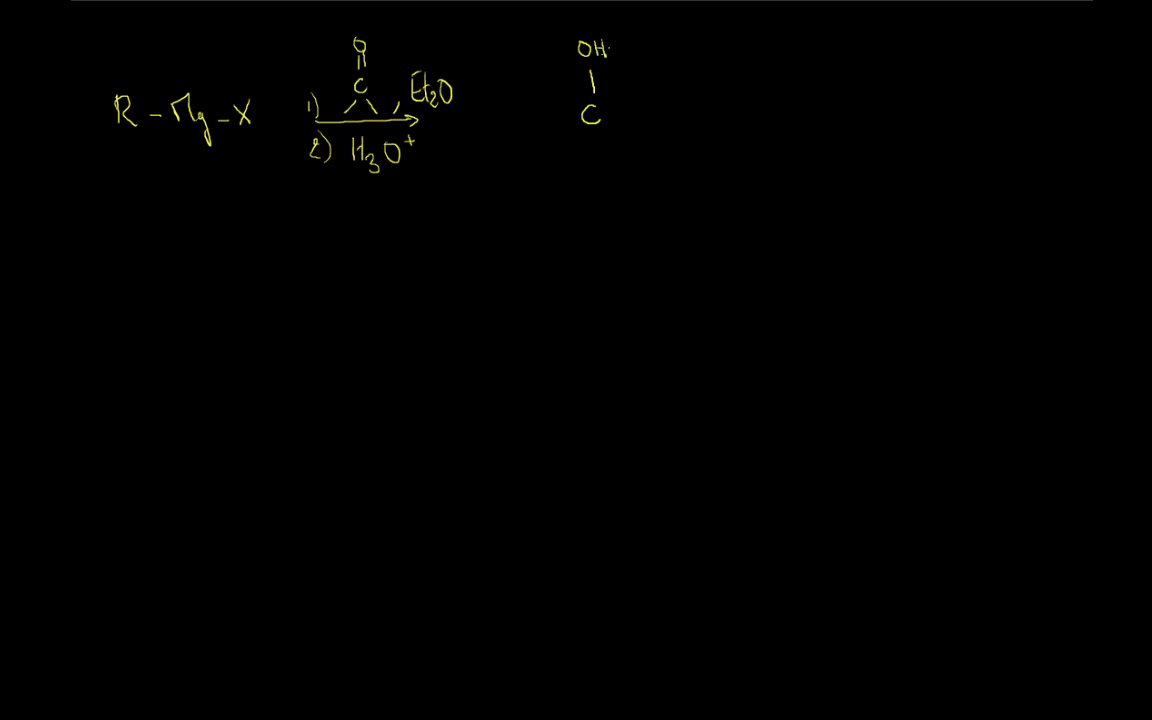 O
||
C
R - Mg - X 1) / \ , Et₂O
2) H₃O⁺
OH
|
C